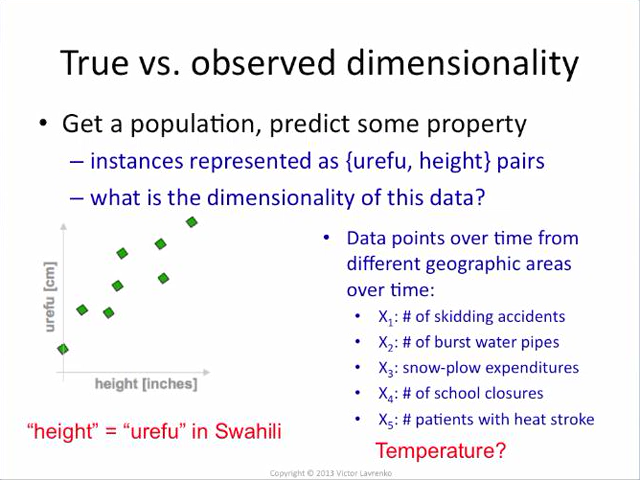 True vs. observed dimensionality
• Get a population, predict some property
– instances represented as {urefu, height} pairs
– what is the dimensionality of this data?
urefu [cm]
height [inches]
"height" = "urefu" in Swahili
• Data points over time from
different geographic areas
over time:
• X₁: # of skidding accidents
• X₂: # of burst water pipes
• X₃: snow-plow expenditures
• X₄: # of school closures
• X₅: # patients with heat stroke
Temperature?
Copyright © 2013 Victor Lavrenko